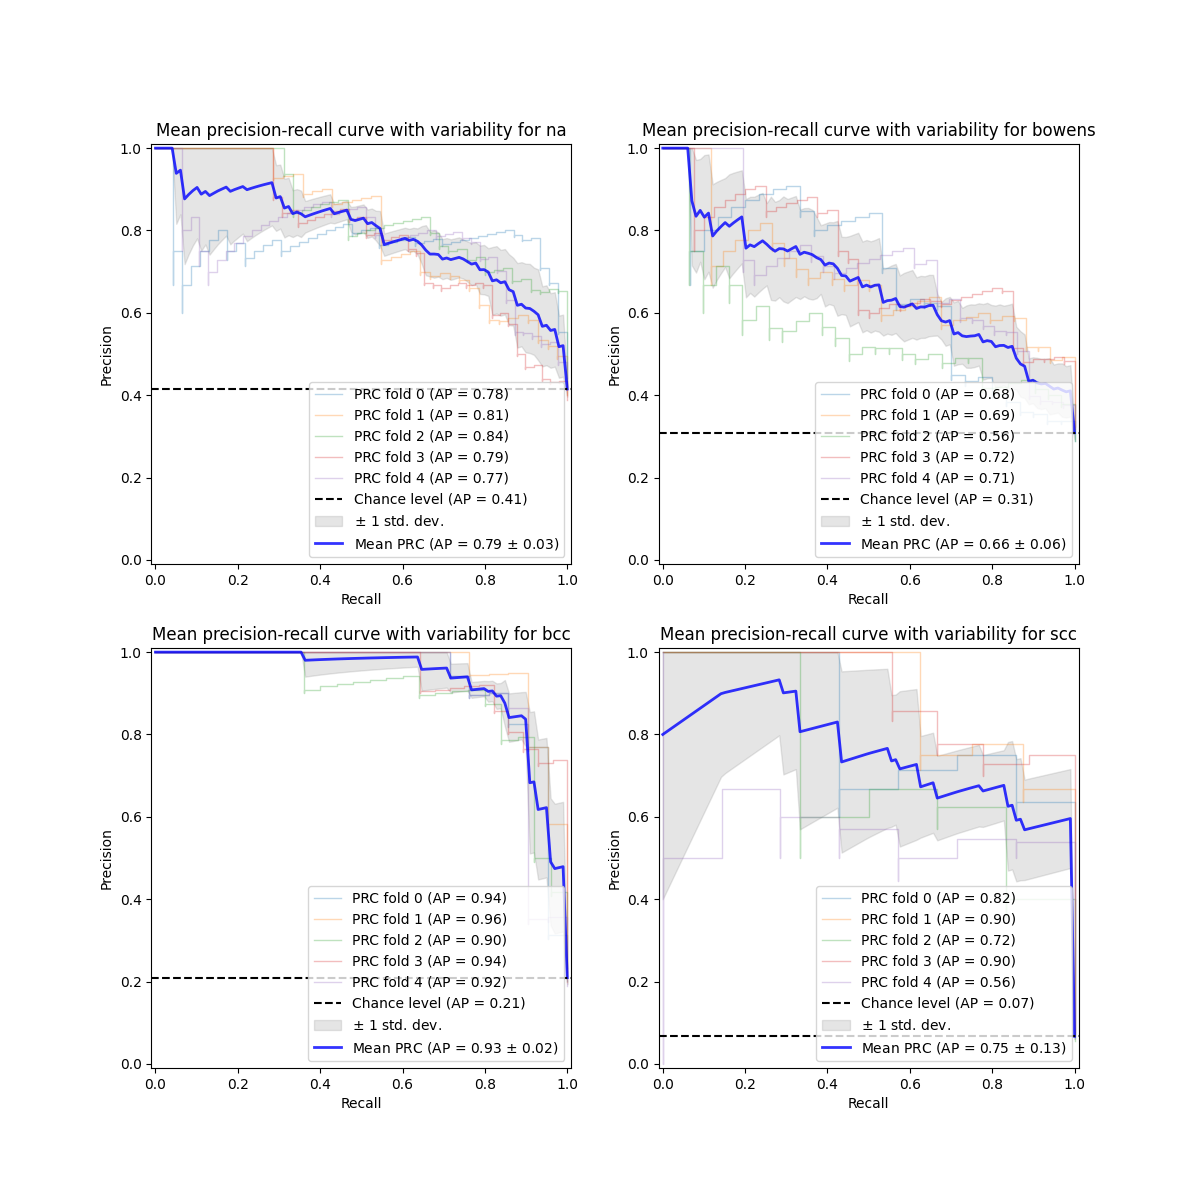 Mean precision-recall curve with variability for na
1.0
0.8
0.6
0.4
0.2
0.0
Precision
PRC fold 0 (AP = 0.78)
PRC fold 1 (AP = 0.81)
PRC fold 2 (AP = 0.84)
PRC fold 3 (AP = 0.79)
PRC fold 4 (AP = 0.77)
Chance level (AP = 0.41)
± 1 std. dev.
Mean PRC (AP = 0.79 ± 0.03)
0.0 0.2 0.4 0.6 0.8 1.0
Recall
Mean precision-recall curve with variability for bowens
1.0
0.8
0.6
0.4
0.2
0.0
Precision
PRC fold 0 (AP = 0.68)
PRC fold 1 (AP = 0.69)
PRC fold 2 (AP = 0.56)
PRC fold 3 (AP = 0.72)
PRC fold 4 (AP = 0.71)
Chance level (AP = 0.31)
± 1 std. dev.
Mean PRC (AP = 0.66 ± 0.06)
0.0 0.2 0.4 0.6 0.8 1.0
Recall
Mean precision-recall curve with variability for bcc
1.0
0.8
0.6
0.4
0.2
0.0
Precision
PRC fold 0 (AP = 0.94)
PRC fold 1 (AP = 0.96)
PRC fold 2 (AP = 0.90)
PRC fold 3 (AP = 0.94)
PRC fold 4 (AP = 0.92)
Chance level (AP = 0.21)
± 1 std. dev.
Mean PRC (AP = 0.93 ± 0.02)
0.0 0.2 0.4 0.6 0.8 1.0
Recall
Mean precision-recall curve with variability for scc
1.0
0.8
0.6
0.4
0.2
0.0
Precision
PRC fold 0 (AP = 0.82)
PRC fold 1 (AP = 0.90)
PRC fold 2 (AP = 0.72)
PRC fold 3 (AP = 0.90)
PRC fold 4 (AP = 0.56)
Chance level (AP = 0.07)
± 1 std. dev.
Mean PRC (AP = 0.75 ± 0.13)
0.0 0.2 0.4 0.6 0.8 1.0
Recall